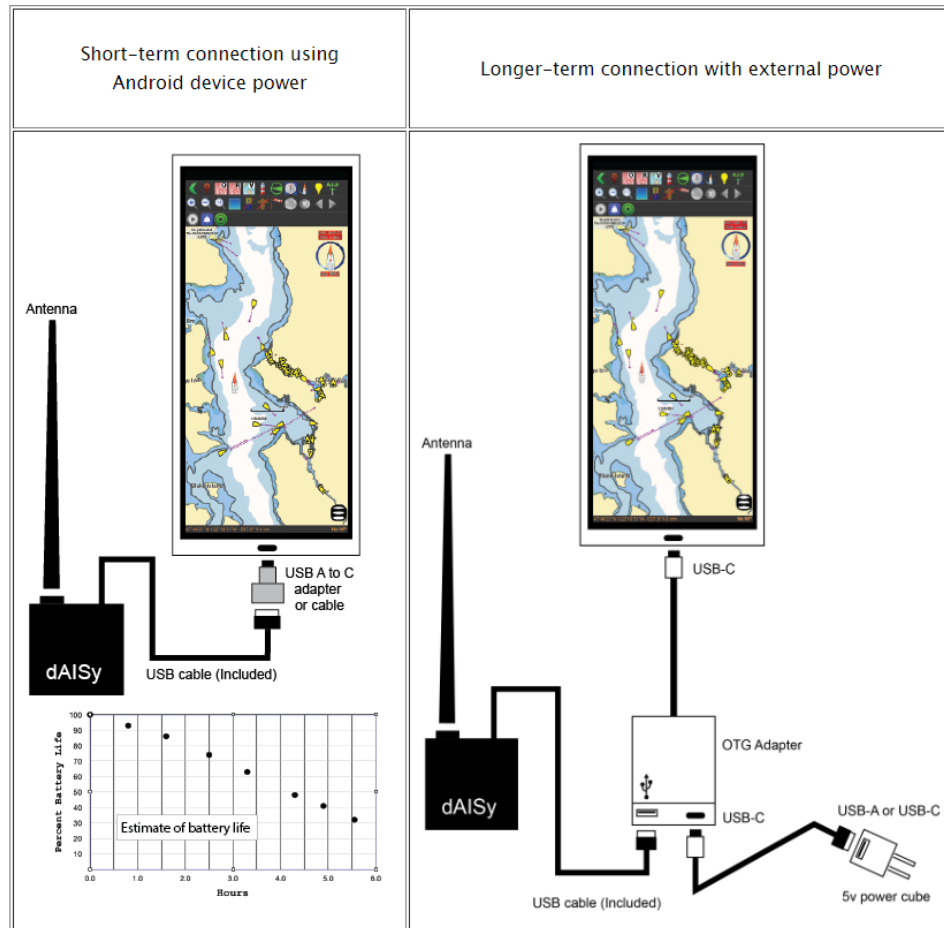 Short-term connection using
Android device power
Longer-term connection with external power
Antenna
USB A to C
adapter
or cable
dAISy
USB cable (Included)
Percent Battery Life
100
90
80
70
60
50
40
30
20
10
Estimate of battery life
0.0
1.0
2.0
3.0
4.0
5.0
6.0
Hours
Antenna
USB-C
OTG Adapter
dAISy
USB-C
USB-A or USB-C
5v power cube
USB cable (Included)